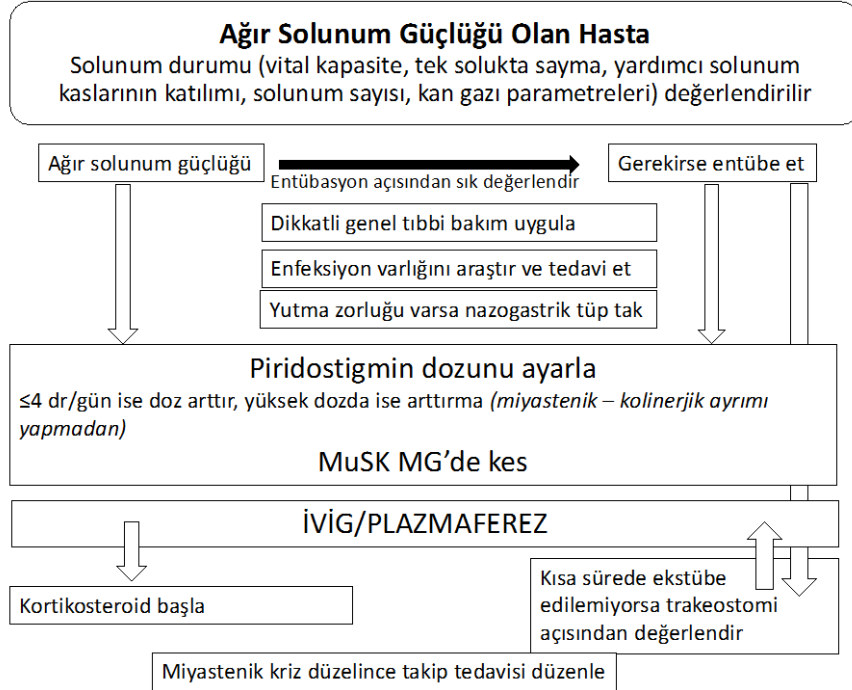 Ağır Solunum Güçlüğü Olan Hasta
Solunum durumu (vital kapasite, tek solukta sayma, yardımcı solunum
kaslarının katılımı, solunum sayısı, kan gazı parametreleri) değerlendirilir
Ağır solunum güçlüğü
Entübasyon açısından sık değerlendir
Gerekirse entübe et
Dikkatli genel tıbbi bakım uygula
Enfeksiyon varlığını araştır ve tedavi et
Yutma zorluğu varsa nazogastrik tüp tak
Piridostigmin dozunu ayarla
≤4 dr/gün ise doz arttır, yüksek dozda ise arttırma (miyastenik – kolinerjik ayrımı
yapmadan)
MuSK MG’de kes
İVİG/PLAZMAFEREZ
Kortikosteroid başla
Kısa sürede ekstübe
edilemiyorsa trakeostomi
açısından değerlendir
Miyastenik kriz düzelince takip tedavisi düzenle